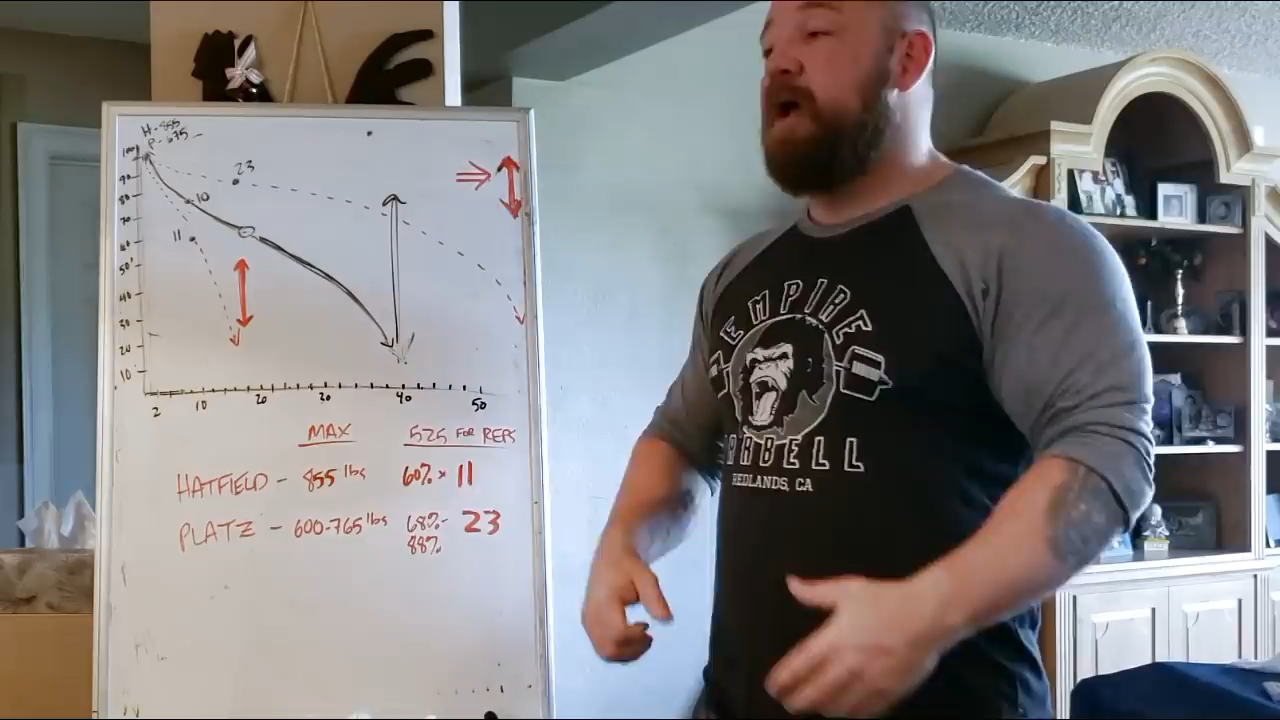 H-855
P-675
100
90
80
70
60
50
40
30
20
10
23
10
11
2 10 20 30 40 50
MAX 525 FOR REPS
HATFIELD - 855 lbs 60% x 11
PLATZ - 600-765 lbs 68%- 23
88%
EMPIRE
BARBELL
REDLANDS, CA